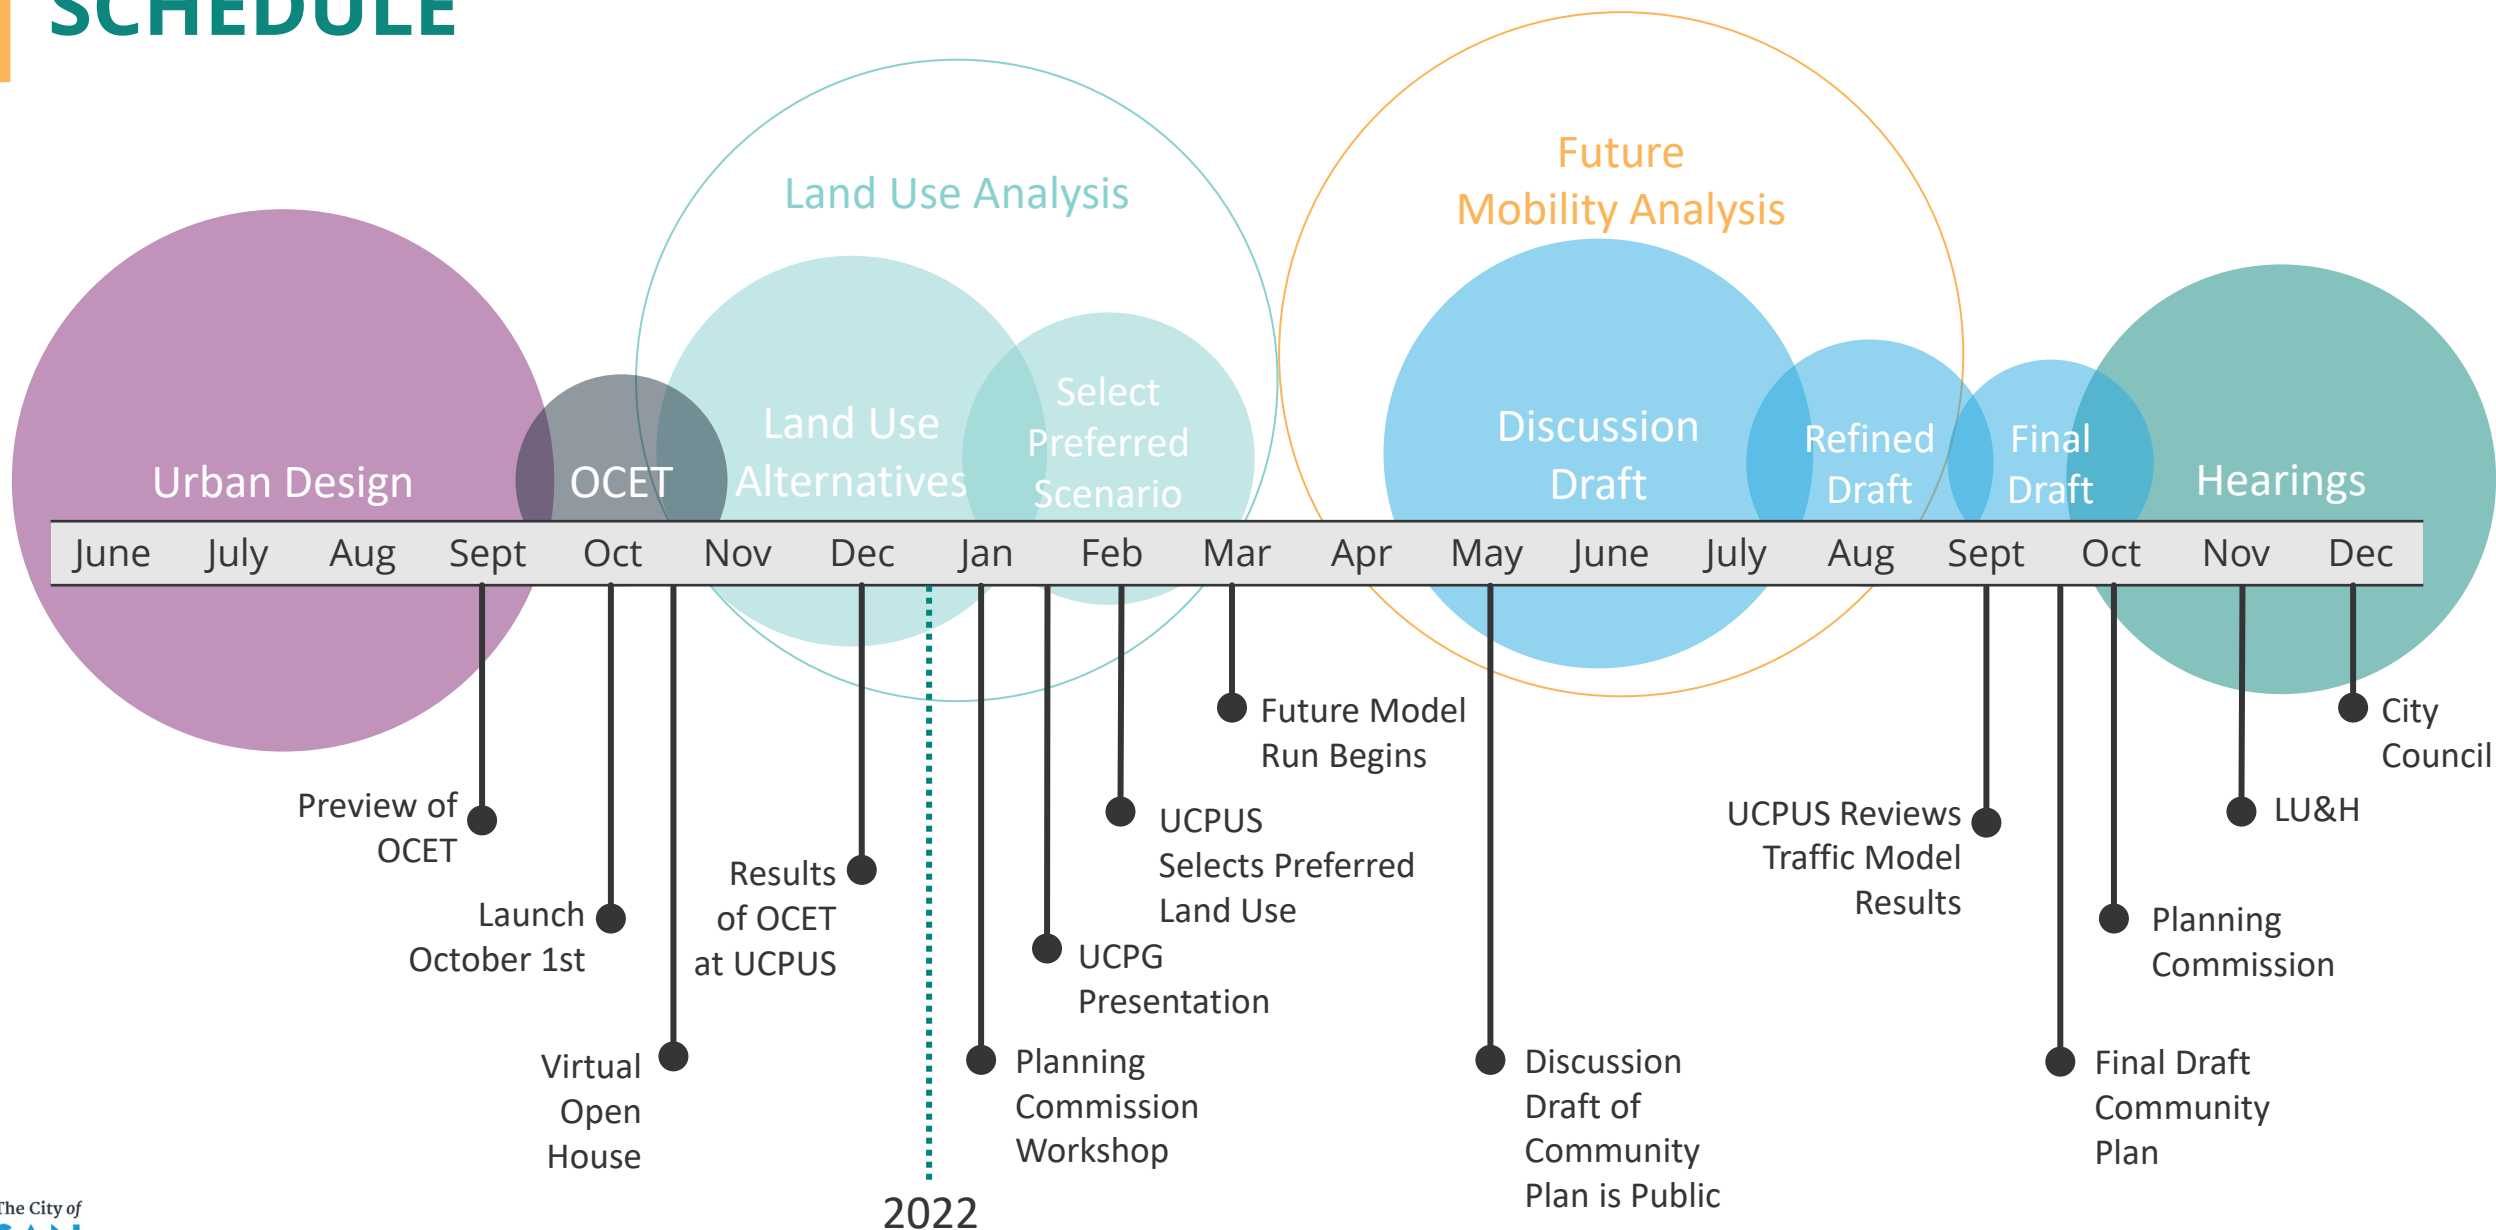 SCHEDULE
Land Use Analysis
Future
Mobility Analysis
Urban Design
OCET
Land Use
Alternatives
Select
Preferred
Scenario
Discussion
Draft
Refined
Draft
Final
Draft
Hearings
June July Aug Sept Oct Nov Dec Jan Feb Mar Apr May June July Aug Sept Oct Nov Dec
Preview of
OCET
Launch
October 1st
Virtual
Open
House
Results
of OCET
at UCPUS
2022
Planning
Commission
Workshop
UCPG
Presentation
UCPUS
Selects Preferred
Land Use
Future Model
Run Begins
Discussion
Draft of
Community
Plan is Public
UCPUS Reviews
Traffic Model
Results
Final Draft
Community
Plan
Planning
Commission
LU&H
City
Council
The City of